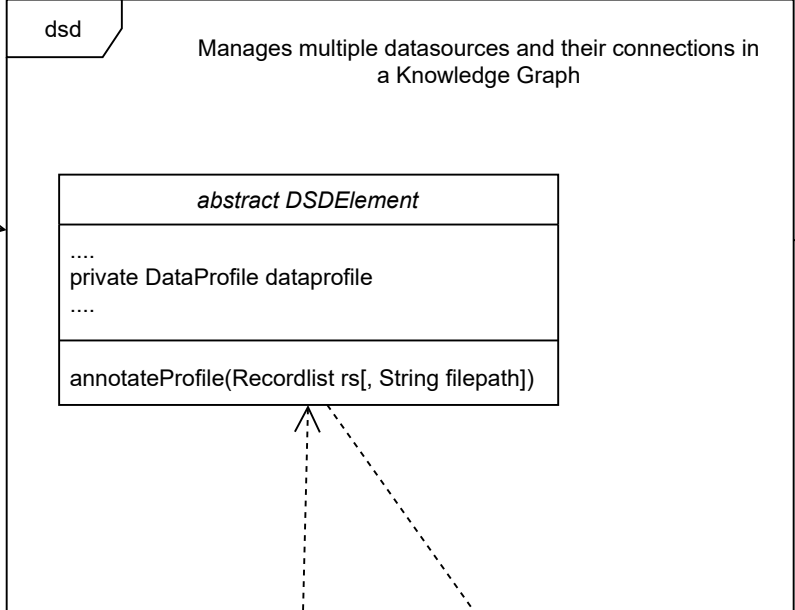 dsd
Manages multiple datasources and their connections in
a Knowledge Graph
abstract DSDElement
....
private DataProfile dataprofile
....
annotateProfile(Recordlist rs[, String filepath])